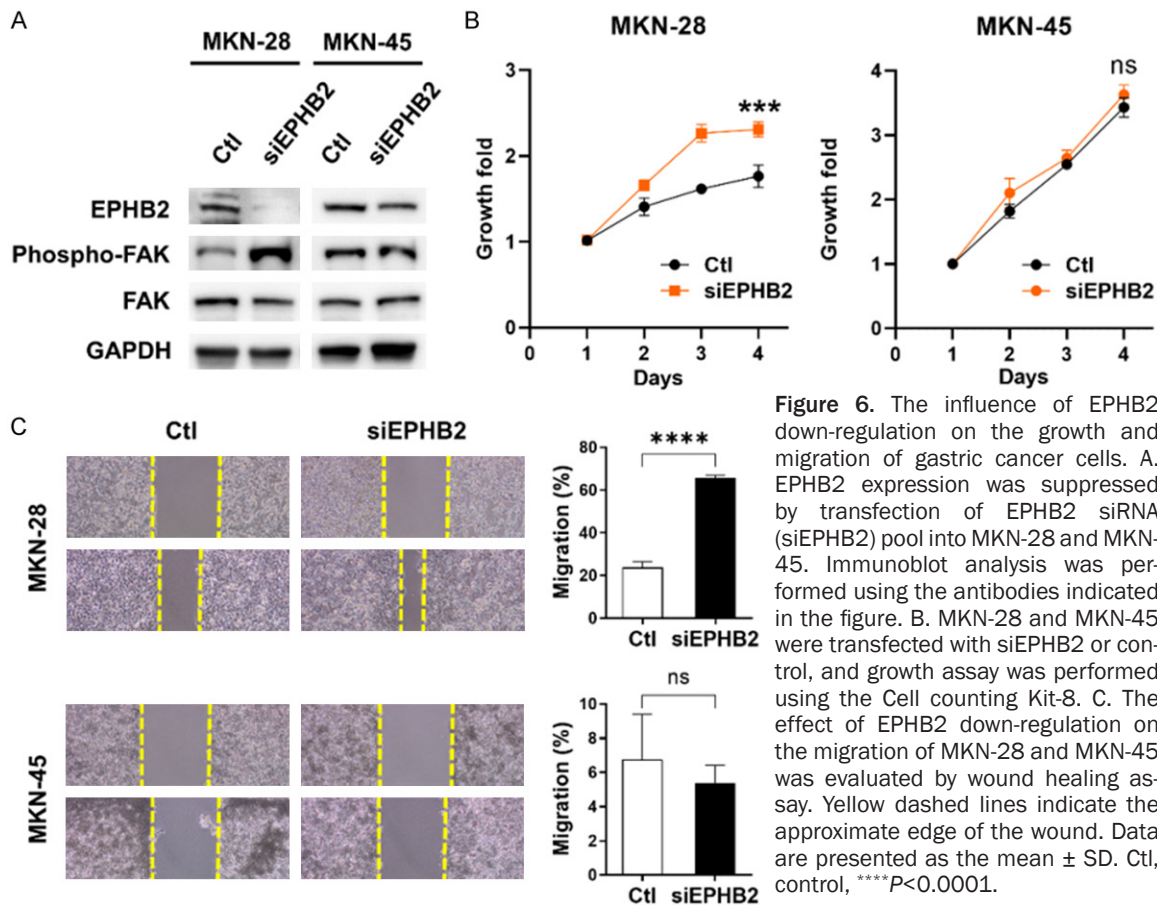 A
MKN-28 MKN-45
Ctl siEPHB2 Ctl siEPHB2
EPHB2
Phospho-FAK
FAK
GAPDH
B
MKN-28
Growth fold
3
2
1
0
***
Ctl
siEPHB2
0 1 2 3 4
Days
MKN-45
Growth fold
4
3
2
1
0
ns
Ctl
siEPHB2
0 1 2 3 4
Days
C
Ctl siEPHB2
MKN-28
Migration (%)
80
60
40
20
0
****
Ctl siEPHB2
MKN-45
Migration (%)
10
8
6
4
2
0
ns
Ctl siEPHB2
Figure 6. The influence of EPHB2
down-regulation on the growth and
migration of gastric cancer cells. A.
EPHB2 expression was suppressed
by transfection of EPHB2 siRNA
(siEPHB2) pool into MKN-28 and MKN-
45. Immunoblot analysis was per-
formed using the antibodies indicated
in the figure. B. MKN-28 and MKN-45
were transfected with siEPHB2 or con-
trol, and growth assay was performed
using the Cell counting Kit-8. C. The
effect of EPHB2 down-regulation on
the migration of MKN-28 and MKN-45
was evaluated by wound healing as-
say. Yellow dashed lines indicate the
approximate edge of the wound. Data
are presented as the mean ± SD. Ctl,
control, ****P<0.0001.